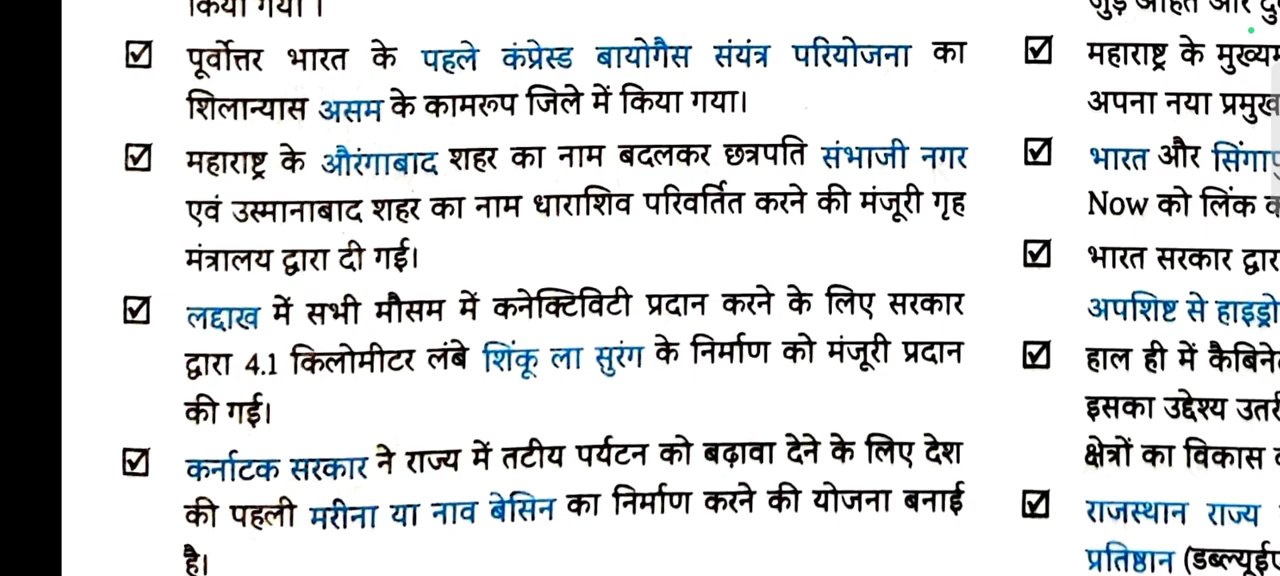 किया गया ।
पूर्वोत्तर भारत के पहले कंप्रेस्ड बायोगैस संयंत्र परियोजना का
शिलान्यास असम के कामरूप जिले में किया गया।
महाराष्ट्र के औरंगाबाद शहर का नाम बदलकर छत्रपति संभाजी नगर
एवं उस्मानाबाद शहर का नाम धाराशिव परिवर्तित करने की मंजूरी गृह
मंत्रालय द्वारा दी गई।
लद्दाख में सभी मौसम में कनेक्टिविटी प्रदान करने के लिए सरकार
द्वारा 4.1 किलोमीटर लंबे शिंकू ला सुरंग के निर्माण को मंजूरी प्रदान
की गई।
कर्नाटक सरकार ने राज्य में तटीय पर्यटन को बढ़ावा देने के लिए देश
की पहली मरीना या नाव बेसिन का निर्माण करने की योजना बनाई
है।
महाराष्ट्र के
अपना नया प्रमुख
भारत और
Now को लिंक
भारत सरकार
अपशिष्ट से
हाल ही में
इसका उद्देश्य
क्षेत्रों का विकास
राजस्थान राज्य
प्रतिष्ठान